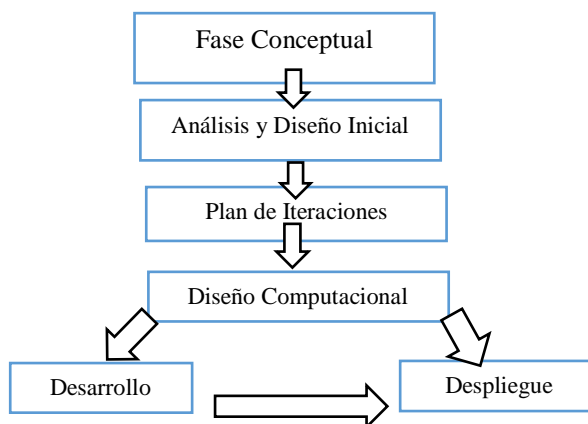 Fase Conceptual
Análisis y Diseño Inicial
Plan de Iteraciones
Diseño Computacional
Desarrollo
Despliegue